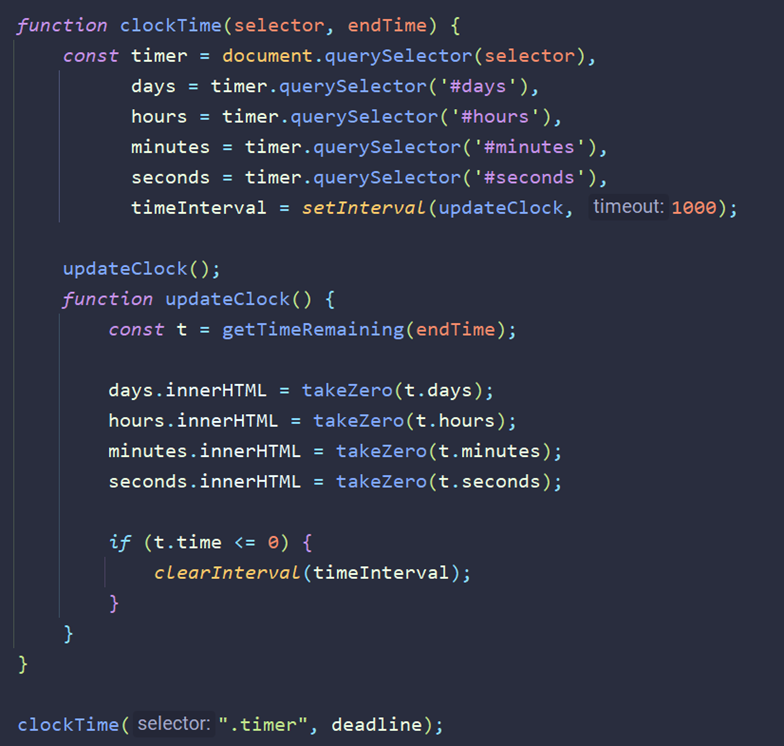 function clockTime(selector, endTime) {
    const timer = document.querySelector(selector),
          days = timer.querySelector('#days'),
          hours = timer.querySelector('#hours'),
          minutes = timer.querySelector('#minutes'),
          seconds = timer.querySelector('#seconds'),
          timeInterval = setInterval(updateClock, timeout: 1000);

    updateClock();
    function updateClock() {
        const t = getTimeRemaining(endTime);

        days.innerHTML = takeZero(t.days);
        hours.innerHTML = takeZero(t.hours);
        minutes.innerHTML = takeZero(t.minutes);
        seconds.innerHTML = takeZero(t.seconds);

        if (t.time <= 0) {
            clearInterval(timeInterval);
        }
    }
}

clockTime( selector: ".timer", deadline);